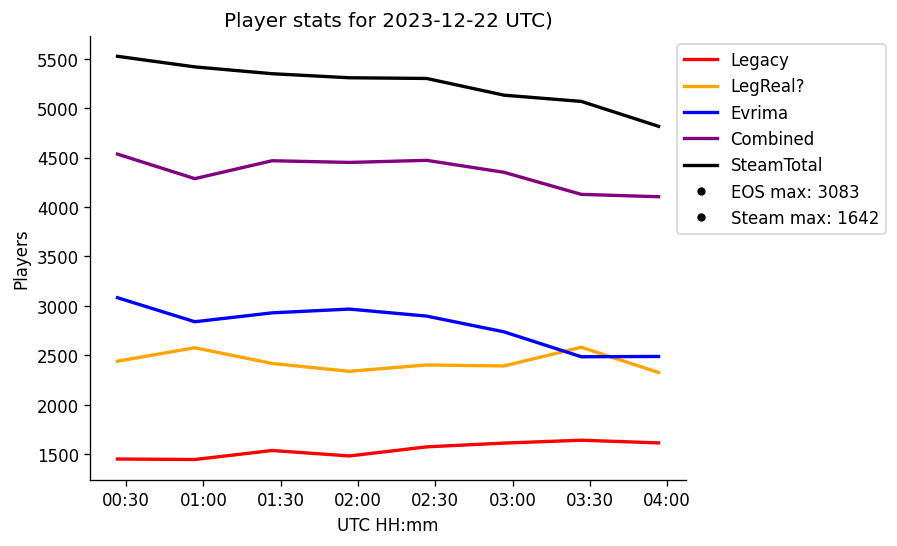 Player stats for 2023-12-22 UTC)
5500
5000
4500
4000
3500
3000
2500
2000
1500
Players
00:30 01:00 01:30 02:00 02:30 03:00 03:30 04:00
UTC HH:mm
Legacy
LegReal?
Evrima
Combined
SteamTotal
EOS max: 3083
Steam max: 1642